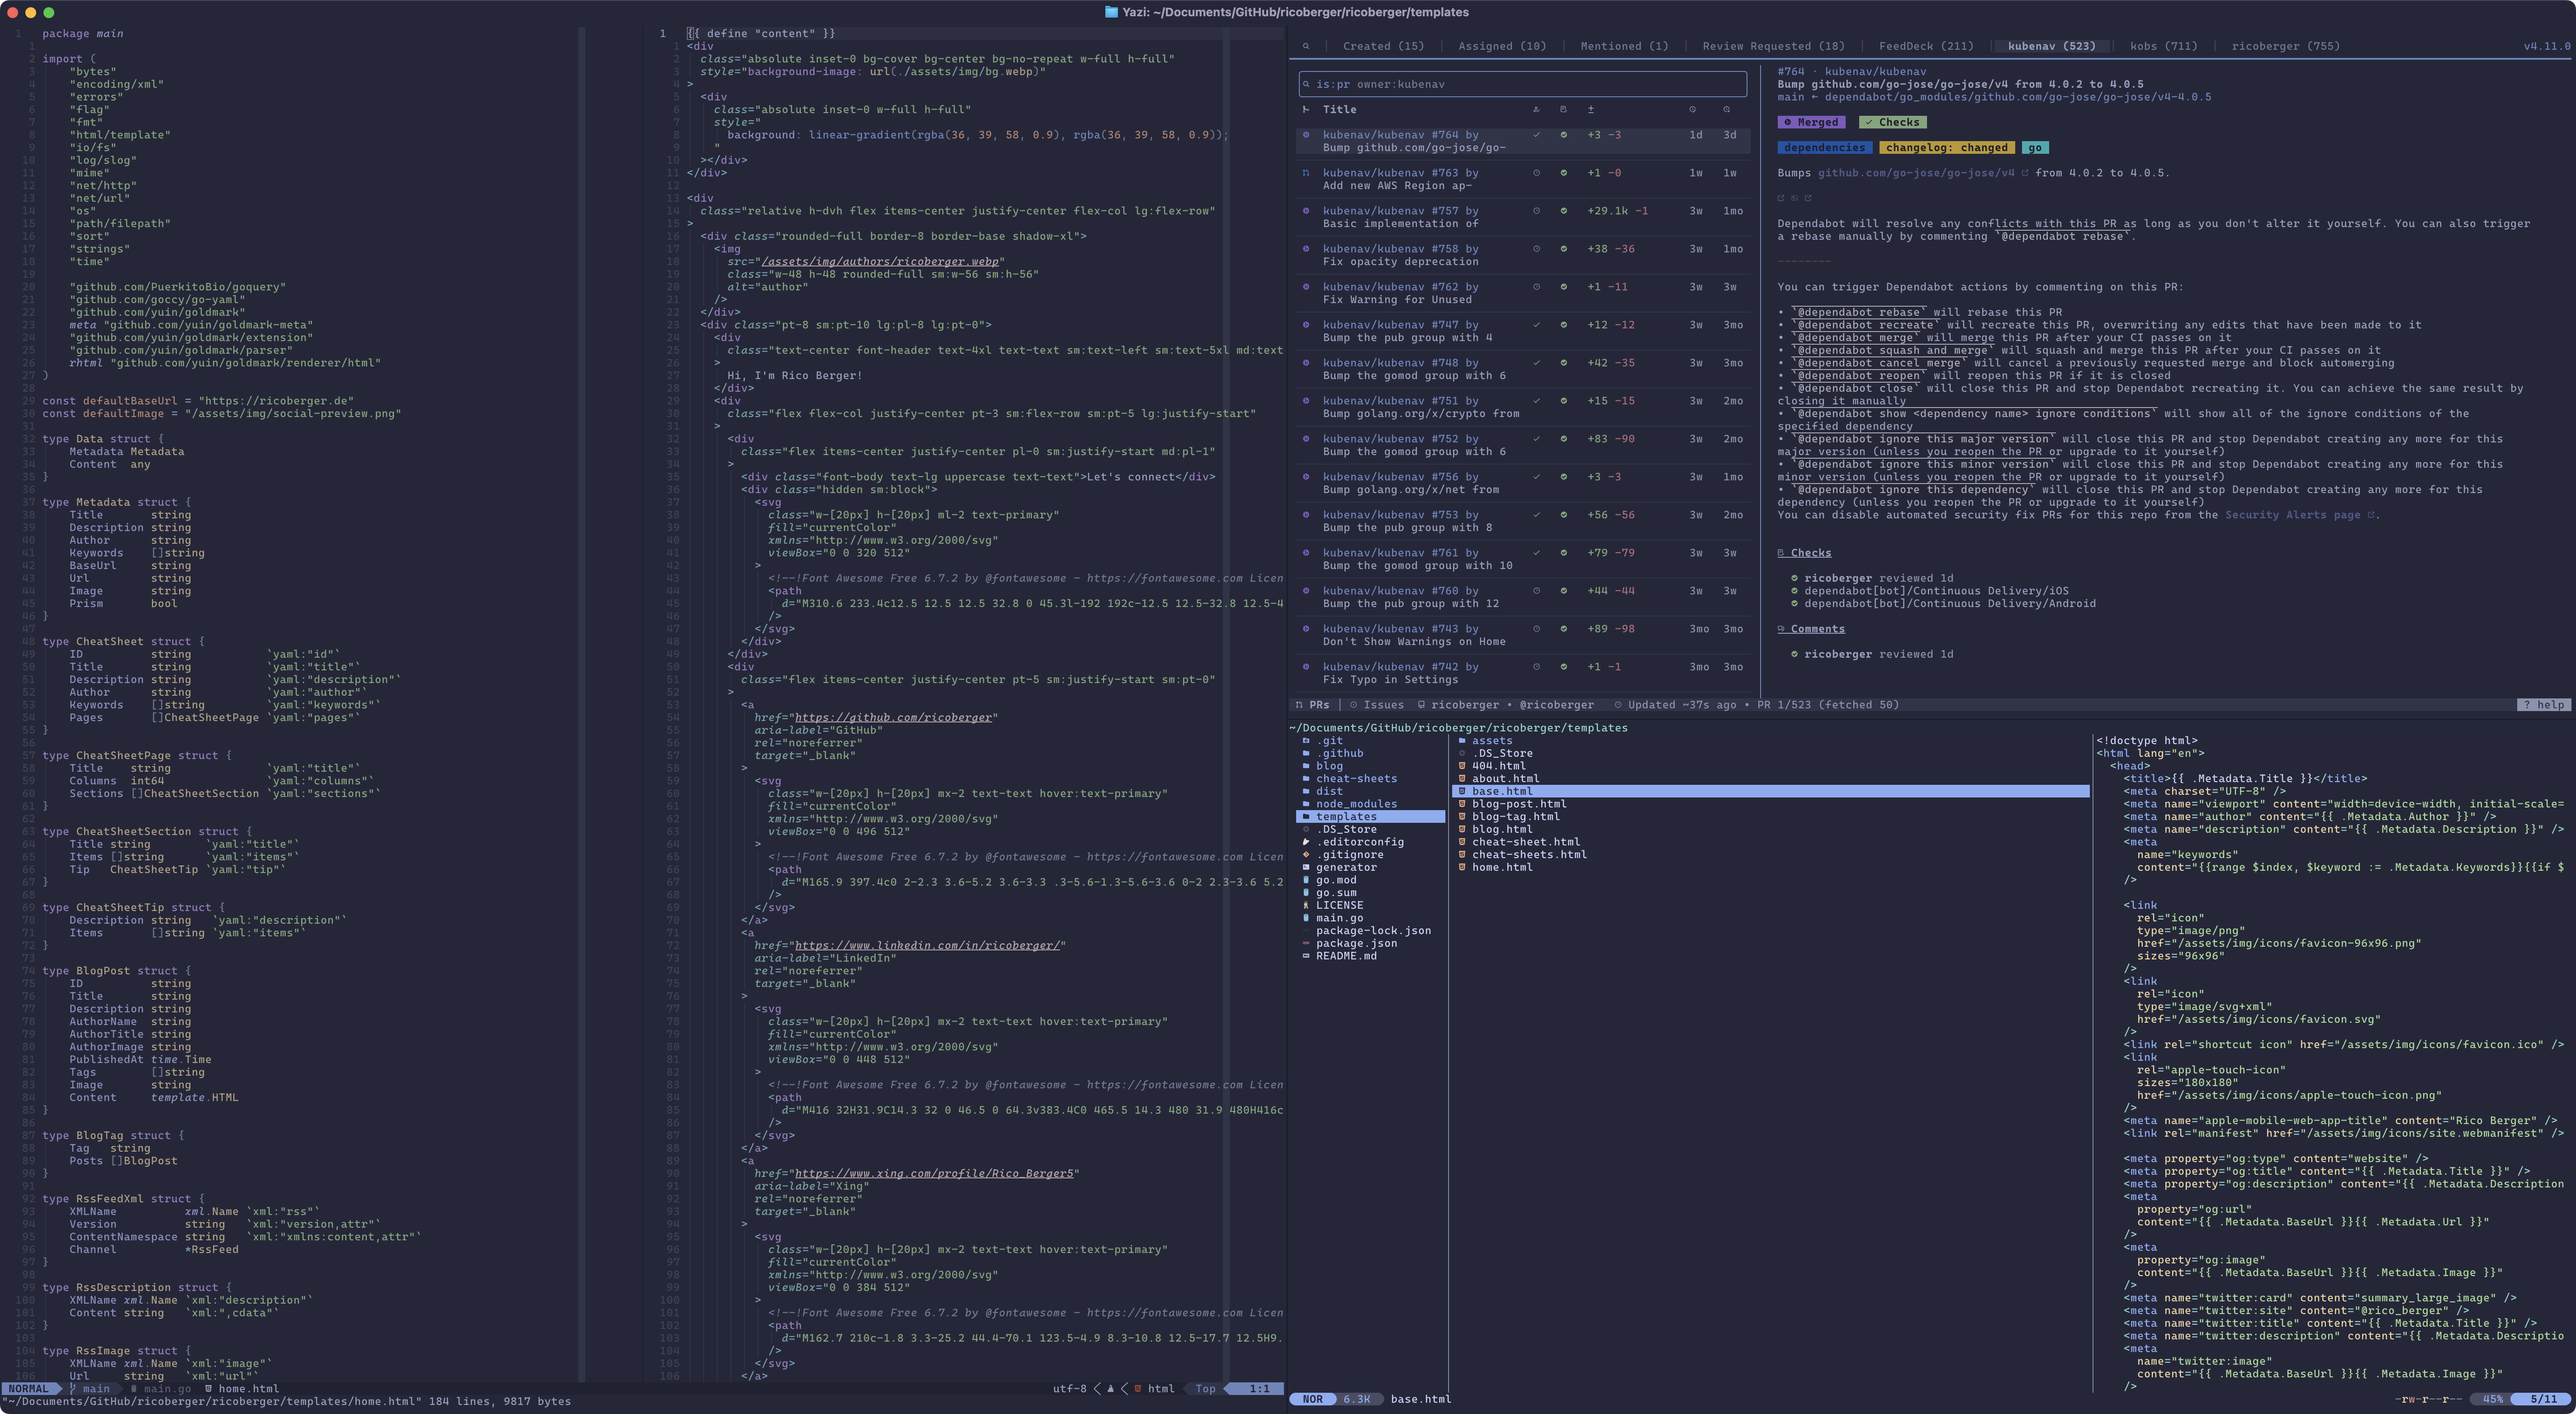 Yazi: ~/Documents/GitHub/ricoberger/ricoberger/templates
1 package main
1
2 import (
3 "bytes"
4 "encoding/xml"
5 "errors"
6 "flag"
7 "fmt"
8 "html/template"
9 "io/fs"
10 "log/slog"
11 "mime"
12 "net/http"
13 "net/url"
14 "os"
15 "path/filepath"
16 "sort"
17 "strings"
18 "time"
19
20 "github.com/PuerkitoBio/goquery"
21 "github.com/goccy/go-yaml"
22 "github.com/yuin/goldmark"
23 meta "github.com/yuin/goldmark-meta"
24 "github.com/yuin/goldmark/extension"
25 "github.com/yuin/goldmark/parser"
26 rhtml "github.com/yuin/goldmark/renderer/html"
27 )
28
29 const defaultBaseUrl = "https://ricoberger.de"
30 const defaultImage = "/assets/img/social-preview.png"
31
32 type Data struct {
33 Metadata Metadata
34 Content any
35 }
36
37 type Metadata struct {
38 Title string
39 Description string
40 Author string
41 Keywords []string
42 BaseUrl string
43 Url string
44 Image string
45 Prism bool
46 }
47
48 type CheatSheet struct {
49 ID string `yaml:"id"`
50 Title string `yaml:"title"`
51 Description string `yaml:"description"`
52 Author string `yaml:"author"`
53 Keywords []string `yaml:"keywords"`
54 Pages []CheatSheetPage `yaml:"pages"`
55 }
56
57 type CheatSheetPage struct {
58 Title string `yaml:"title"`
59 Columns int64 `yaml:"columns"`
60 Sections []CheatSheetSection `yaml:"sections"`
61 }
62
63 type CheatSheetSection struct {
64 Title string `yaml:"title"`
65 Items []string `yaml:"items"`
66 Tip CheatSheetTip `yaml:"tip"`
67 }
68
69 type CheatSheetTip struct {
70 Description string `yaml:"description"`
71 Items []string `yaml:"items"`
72 }
73
74 type BlogPost struct {
75 ID string
76 Title string
77 Description string
78 AuthorName string
79 AuthorTitle string
80 AuthorImage string
81 PublishedAt time.Time
82 Tags []string
83 Image string
84 Content template.HTML
85 }
86
87 type BlogTag struct {
88 Tag string
89 Posts []BlogPost
90 }
91
92 type RssFeedXml struct {
93 XMLName xml.Name `xml:"rss"`
94 Version string `xml:"version,attr"`
95 ContentNamespace string `xml:"xmlns:content,attr"`
96 Channel *RssFeed
97 }
98
99 type RssDescription struct {
100 XMLName xml.Name `xml:"description"`
101 Content string `xml:",cdata"`
102 }
103
104 type RssImage struct {
105 XMLName xml.Name `xml:"image"`
106 Url string `xml:"url"`
1 {{ define "content" }}
1 <div
2 class="absolute inset-0 bg-cover bg-center bg-no-repeat w-full h-full"
3 style="background-image: url(./assets/img/bg.webp)"
4 >
5 <div
6 class="absolute inset-0 w-full h-full"
7 style="
8 background: linear-gradient(rgba(36, 39, 58, 0.9), rgba(36, 39, 58, 0.9));
9 "
10 ></div>
11 </div>
12
13 <div
14 class="relative h-dvh flex items-center justify-center flex-col lg:flex-row"
15 >
16 <div class="rounded-full border-8 border-base shadow-xl">
17 <img
18 src="/assets/img/authors/ricoberger.webp"
19 class="w-48 h-48 rounded-full sm:w-56 sm:h-56"
20 alt="author"
21 />
22 </div>
23 <div class="pt-8 sm:pt-10 lg:pl-8 lg:pt-0">
24 <div
25 class="text-center font-header text-4xl text-text sm:text-left sm:text-5xl md:text
26 >
27 Hi, I'm Rico Berger!
28 </div>
29 <div
30 class="flex flex-col justify-center pt-3 sm:flex-row sm:pt-5 lg:justify-start"
31 >
32 <div
33 class="flex items-center justify-center pl-0 sm:justify-start md:pl-1"
34 >
35 <div class="font-body text-lg uppercase text-text">Let's connect</div>
36 <div class="hidden sm:block">
37 <svg
38 class="w-[20px] h-[20px] ml-2 text-primary"
39 fill="currentColor"
40 xmlns="http://www.w3.org/2000/svg"
41 viewBox="0 0 320 512"
42 >
43 <!--!Font Awesome Free 6.7.2 by @fontawesome - https://fontawesome.com Licen
44 <path
45 d="M310.6 233.4c12.5 12.5 12.5 32.8 0 45.3l-192 192c-12.5 12.5-32.8 12.5-4
46 />
47 </svg>
48 </div>
49 </div>
50 <div
51 class="flex items-center justify-center pt-5 sm:justify-start sm:pt-0"
52 >
53 <a
54 href="https://github.com/ricoberger"
55 aria-label="GitHub"
56 rel="noreferrer"
57 target="_blank"
58 >
59 <svg
60 class="w-[20px] h-[20px] mx-2 text-text hover:text-primary"
61 fill="currentColor"
62 xmlns="http://www.w3.org/2000/svg"
63 viewBox="0 0 496 512"
64 >
65 <!--!Font Awesome Free 6.7.2 by @fontawesome - https://fontawesome.com Licen
66 <path
67 d="M165.9 397.4c0 2-2.3 3.6-5.2 3.6-3.3 .3-5.6-1.3-5.6-3.6 0-2 2.3-3.6 5.2
68 />
69 </svg>
70 </a>
71 <a
72 href="https://www.linkedin.com/in/ricoberger/"
73 aria-label="LinkedIn"
74 rel="noreferrer"
75 target="_blank"
76 >
77 <svg
78 class="w-[20px] h-[20px] mx-2 text-text hover:text-primary"
79 fill="currentColor"
80 xmlns="http://www.w3.org/2000/svg"
81 viewBox="0 0 448 512"
82 >
83 <!--!Font Awesome Free 6.7.2 by @fontawesome - https://fontawesome.com Licen
84 <path
85 d="M416 32H31.9C14.3 32 0 46.5 0 64.3v383.4C0 465.5 14.3 480 31.9 480H416c
86 />
87 </svg>
88 </a>
89 <a
90 href="https://www.xing.com/profile/Rico_Berger5"
91 aria-label="Xing"
92 rel="noreferrer"
93 target="_blank"
94 >
95 <svg
96 class="w-[20px] h-[20px] mx-2 text-text hover:text-primary"
97 fill="currentColor"
98 xmlns="http://www.w3.org/2000/svg"
99 viewBox="0 0 384 512"
100 >
101 <!--!Font Awesome Free 6.7.2 by @fontawesome - https://fontawesome.com Licen
102 <path
103 d="M162.7 210c-1.8 3.3-25.2 44.4-70.1 123.5-4.9 8.3-10.8 12.5-17.7 12.5H9.
104 />
105 </svg>
106 </a>
NORMAL main main.go home.html utf-8 html Top 1:1
"~/Documents/GitHub/ricoberger/ricoberger/templates/home.html" 184 lines, 9817 bytes
Created (15) Assigned (10) Mentioned (1) Review Requested (18) FeedDeck (211) kubenav (523) kobs (711) ricoberger (755) v4.11.0
is:pr owner:kubenav
Title
kubenav/kubenav #764 by +3 -3 1d 3d
Bump github.com/go-jose/go-
kubenav/kubenav #763 by +1 -0 1w 1w
Add new AWS Region ap-
kubenav/kubenav #757 by +29.1k -1 3w 1mo
Basic implementation of
kubenav/kubenav #758 by +38 -36 3w 1mo
Fix opacity deprecation
kubenav/kubenav #762 by +1 -11 3w 3w
Fix Warning for Unused
kubenav/kubenav #747 by +12 -12 3w 3mo
Bump the pub group with 4
kubenav/kubenav #748 by +42 -35 3w 3mo
Bump the gomod group with 6
kubenav/kubenav #751 by +15 -15 3w 2mo
Bump golang.org/x/crypto from
kubenav/kubenav #752 by +83 -90 3w 2mo
Bump the gomod group with 6
kubenav/kubenav #756 by +3 -3 3w 1mo
Bump golang.org/x/net from
kubenav/kubenav #753 by +56 -56 3w 2mo
Bump the pub group with 8
kubenav/kubenav #761 by +79 -79 3w 3w
Bump the gomod group with 10
kubenav/kubenav #760 by +44 -44 3w 3w
Bump the pub group with 12
kubenav/kubenav #743 by +89 -98 3mo 3mo
Don't Show Warnings on Home
kubenav/kubenav #742 by +1 -1 3mo 3mo
Fix Typo in Settings
#764 · kubenav/kubenav
Bump github.com/go-jose/go-jose/v4 from 4.0.2 to 4.0.5
main ← dependabot/go_modules/github.com/go-jose/go-jose/v4-4.0.5
Merged Checks
dependencies changelog: changed go
Bumps github.com/go-jose/go-jose/v4 from 4.0.2 to 4.0.5.
Dependabot will resolve any conflicts with this PR as long as you don't alter it yourself. You can also trigger
a rebase manually by commenting `@dependabot rebase`.
--------
You can trigger Dependabot actions by commenting on this PR:
• `@dependabot rebase` will rebase this PR
• `@dependabot recreate` will recreate this PR, overwriting any edits that have been made to it
• `@dependabot merge` will merge this PR after your CI passes on it
• `@dependabot squash and merge` will squash and merge this PR after your CI passes on it
• `@dependabot cancel merge` will cancel a previously requested merge and block automerging
• `@dependabot reopen` will reopen this PR if it is closed
• `@dependabot close` will close this PR and stop Dependabot recreating it. You can achieve the same result by
closing it manually
• `@dependabot show <dependency name> ignore conditions` will show all of the ignore conditions of the
specified dependency
• `@dependabot ignore this major version` will close this PR and stop Dependabot creating any more for this
major version (unless you reopen the PR or upgrade to it yourself)
• `@dependabot ignore this minor version` will close this PR and stop Dependabot creating any more for this
minor version (unless you reopen the PR or upgrade to it yourself)
• `@dependabot ignore this dependency` will close this PR and stop Dependabot creating any more for this
dependency (unless you reopen the PR or upgrade to it yourself)
You can disable automated security fix PRs for this repo from the Security Alerts page .
Checks
ricoberger reviewed 1d
dependabot[bot]/Continuous Delivery/iOS
dependabot[bot]/Continuous Delivery/Android
Comments
ricoberger reviewed 1d
PRs Issues ricoberger • @ricoberger Updated ~37s ago • PR 1/523 (fetched 50) ? help
~/Documents/GitHub/ricoberger/ricoberger/templates
.git
.github
blog
cheat-sheets
dist
node_modules
templates
.DS_Store
.editorconfig
.gitignore
generator
go.mod
go.sum
LICENSE
main.go
package-lock.json
package.json
README.md
assets
.DS_Store
404.html
about.html
base.html
blog-post.html
blog-tag.html
blog.html
cheat-sheet.html
cheat-sheets.html
home.html
<!doctype html>
<html lang="en">
<head>
<title>{{ .Metadata.Title }}</title>
<meta charset="UTF-8" />
<meta name="viewport" content="width=device-width, initial-scale=
<meta name="author" content="{{ .Metadata.Author }}" />
<meta name="description" content="{{ .Metadata.Description }}" />
<meta
name="keywords"
content="{{range $index, $keyword := .Metadata.Keywords}}{{if $
/>
<link
rel="icon"
type="image/png"
href="/assets/img/icons/favicon-96x96.png"
sizes="96x96"
/>
<link
rel="icon"
type="image/svg+xml"
href="/assets/img/icons/favicon.svg"
/>
<link rel="shortcut icon" href="/assets/img/icons/favicon.ico" />
<link
rel="apple-touch-icon"
sizes="180x180"
href="/assets/img/icons/apple-touch-icon.png"
/>
<meta name="apple-mobile-web-app-title" content="Rico Berger" />
<link rel="manifest" href="/assets/img/icons/site.webmanifest" />
<meta property="og:type" content="website" />
<meta property="og:title" content="{{ .Metadata.Title }}" />
<meta property="og:description" content="{{ .Metadata.Description
<meta
property="og:url"
content="{{ .Metadata.BaseUrl }}{{ .Metadata.Url }}"
/>
<meta
property="og:image"
content="{{ .Metadata.BaseUrl }}{{ .Metadata.Image }}"
/>
<meta name="twitter:card" content="summary_large_image" />
<meta name="twitter:site" content="@rico_berger" />
<meta name="twitter:title" content="{{ .Metadata.Title }}" />
<meta name="twitter:description" content="{{ .Metadata.Descriptio
<meta
name="twitter:image"
content="{{ .Metadata.BaseUrl }}{{ .Metadata.Image }}"
/>
NOR 6.3K base.html -rw-r--r-- 45% 5/11